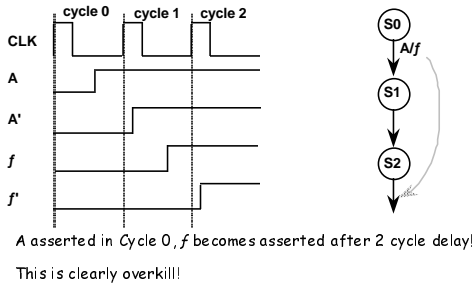 cycle 0 cycle 1 cycle 2
CLK
A
A'
f
f'
S0
A/f
S1
S2
A asserted in Cycle 0, f becomes asserted after 2 cycle delay!
This is clearly overkill!